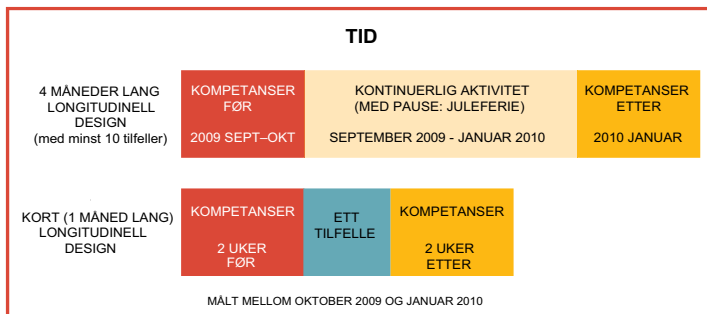 TID
4 MÅNEDER LANG
LONGITUDINELL
DESIGN
(med minst 10 tilfeller)
KOMPETANSER
FØR
2009 SEPT–OKT
KONTINUERLIG AKTIVITET
(MED PAUSE: JULEFERIE)
SEPTEMBER 2009 - JANUAR 2010
KOMPETANSER
ETTER
2010 JANUAR
KORT (1 MÅNED LANG)
LONGITUDINELL
DESIGN
KOMPETANSER
2 UKER
FØR
ETT
TILFELLE
KOMPETANSER
2 UKER
ETTER
MÅLT MELLOM OKTOBER 2009 OG JANUAR 2010